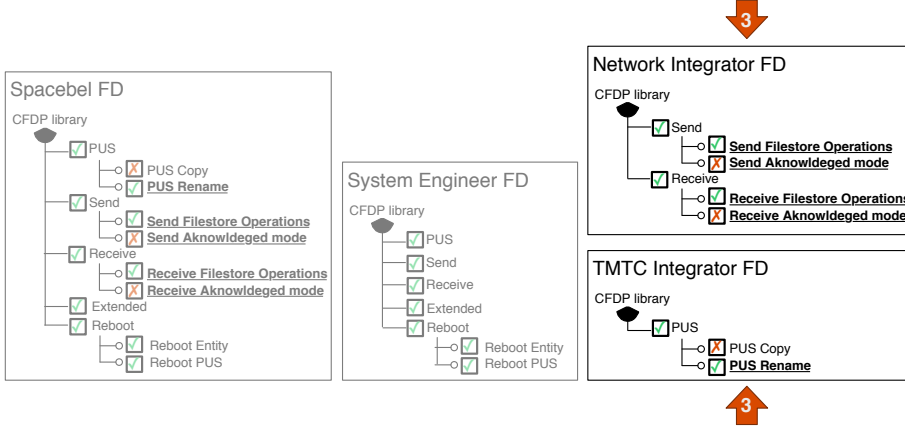 3
Spacebel FD
CFDP library
PUS
PUS Copy
PUS Rename
Send
Send Filestore Operations
Send Aknowldeged mode
Receive
Receive Filestore Operations
Receive Aknowldeged mode
Extended
Reboot
Reboot Entity
Reboot PUS
System Engineer FD
CFDP library
PUS
Send
Receive
Extended
Reboot
Reboot Entity
Reboot PUS
Network Integrator FD
CFDP library
Send
Send Filestore Operations
Send Aknowldeged mode
Receive
Receive Filestore Operations
Receive Aknowldeged mode
TMTC Integrator FD
CFDP library
PUS
PUS Copy
PUS Rename
3